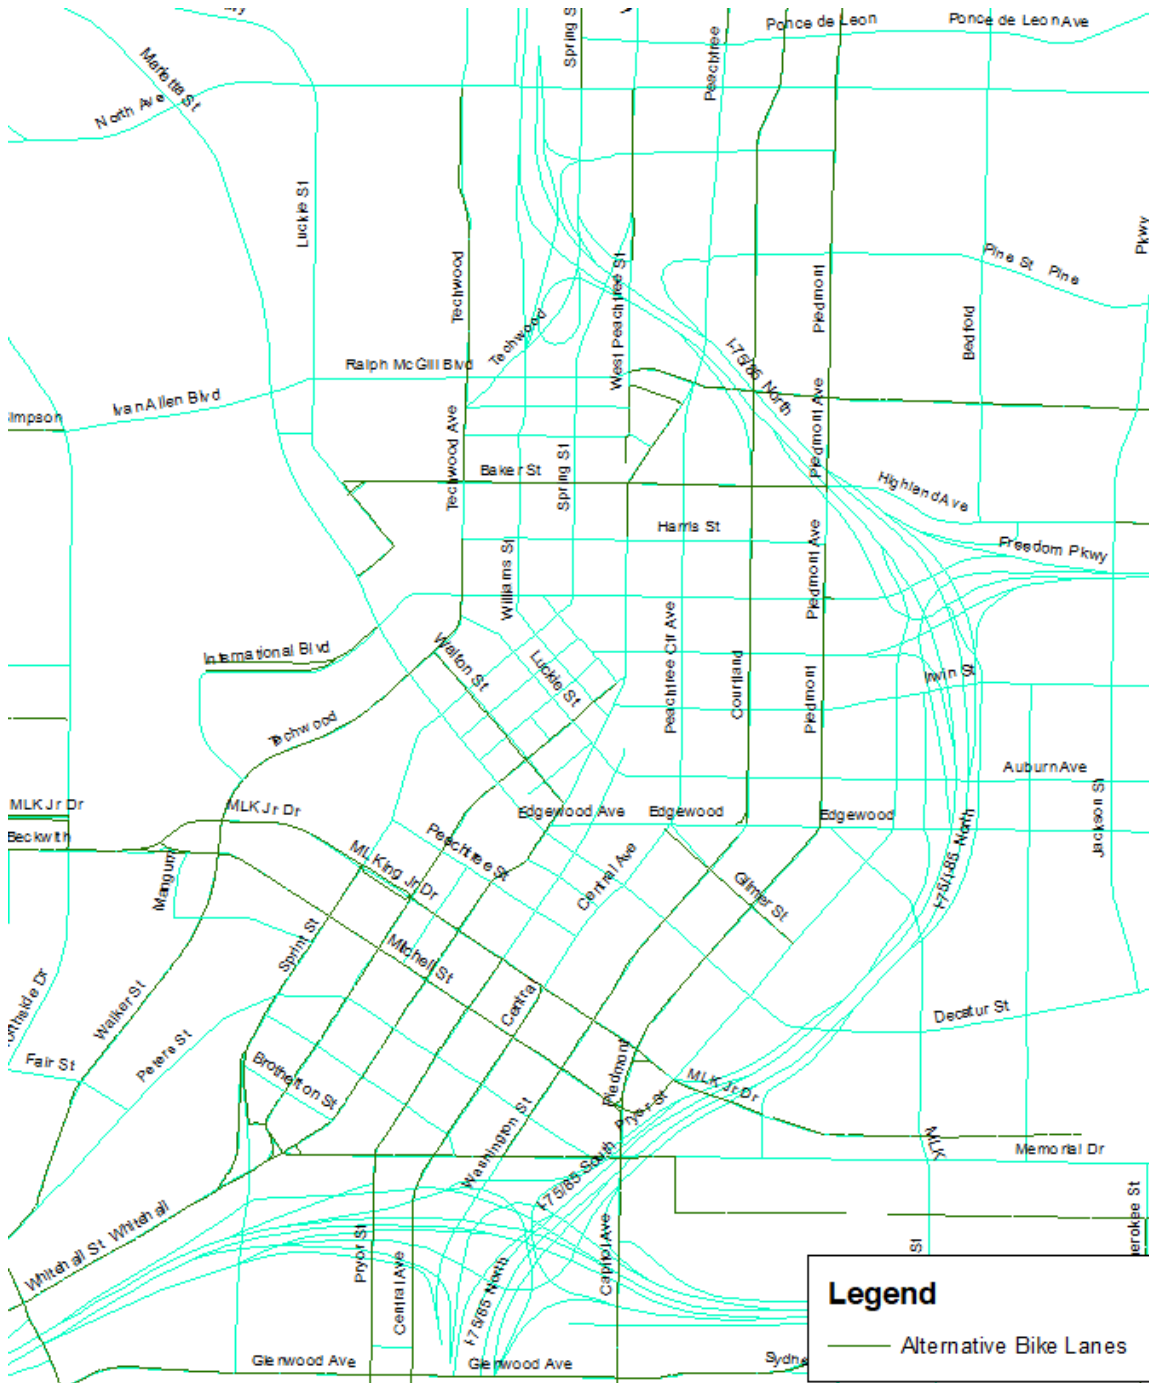 Ponce de Leon
Ponce de Leon Ave
Spring S
Peachtree
Marietta St
North Ave
Luckie St
Pkwy
Pine St Pine
Techwood
West Peachtree St
Piedmont
Bedford
Techwood
I-75/85 North
Ralph McGill Blvd
Ivan Allen Blvd
Simpson
Techwood Ave
Piedmont Ave
Baker St
Spring St
Highland Ave
Harris St
Piedmont Ave
Freedom Pkwy
Williams St
Peachtree Ctr Ave
International Blvd
Walton St
Luckie St
Courtland
Piedmont
Irwin St
Techwood
Auburn Ave
MLK Jr Dr
MLK Jr Dr
Edgewood Ave
Edgewood
Edgewood
Jackson St
Beckwith
Peechtree St
I-75/I-85 North
ML King Jr Dr
Central Ave
Mangum
Gilmer St
Sprint St
Mitchell St
orthside Dr
Walker St
Centra
Decatur St
Peters St
Fair St
Brotherton St
Piedmont
MLK Jr Dr
Pryor St
Washington St
MLK
Memorial Dr
I-75/85 South
Whitehall St Whitehall
Pryor St
Central Ave
Capitol Ave
St
erokee St
I-75/85 North
Glenwood Ave
Glenwood Ave
Sydne
Legend
Alternative Bike Lanes